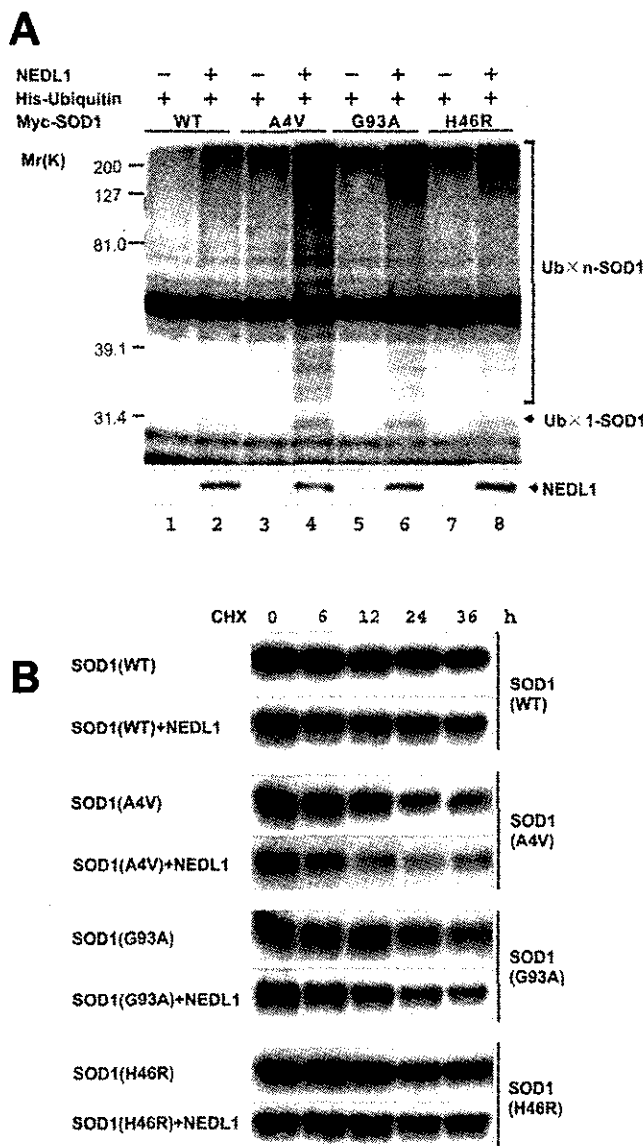 A
NEDL1 − + − + − + − +
His-Ubiquitin + + + + + + + +
Myc-SOD1 WT A4V G93A H46R
Mr(K)
200
127
81.0
Ub×n-SOD1
39.1
31.4
Ub×1-SOD1
NEDL1
1 2 3 4 5 6 7 8
B
CHX 0 6 12 24 36 h
SOD1(WT)
SOD1(WT)+NEDL1
SOD1
(WT)
SOD1(A4V)
SOD1(A4V)+NEDL1
SOD1
(A4V)
SOD1(G93A)
SOD1(G93A)+NEDL1
SOD1
(G93A)
SOD1(H46R)
SOD1(H46R)+NEDL1
SOD1
(H46R)